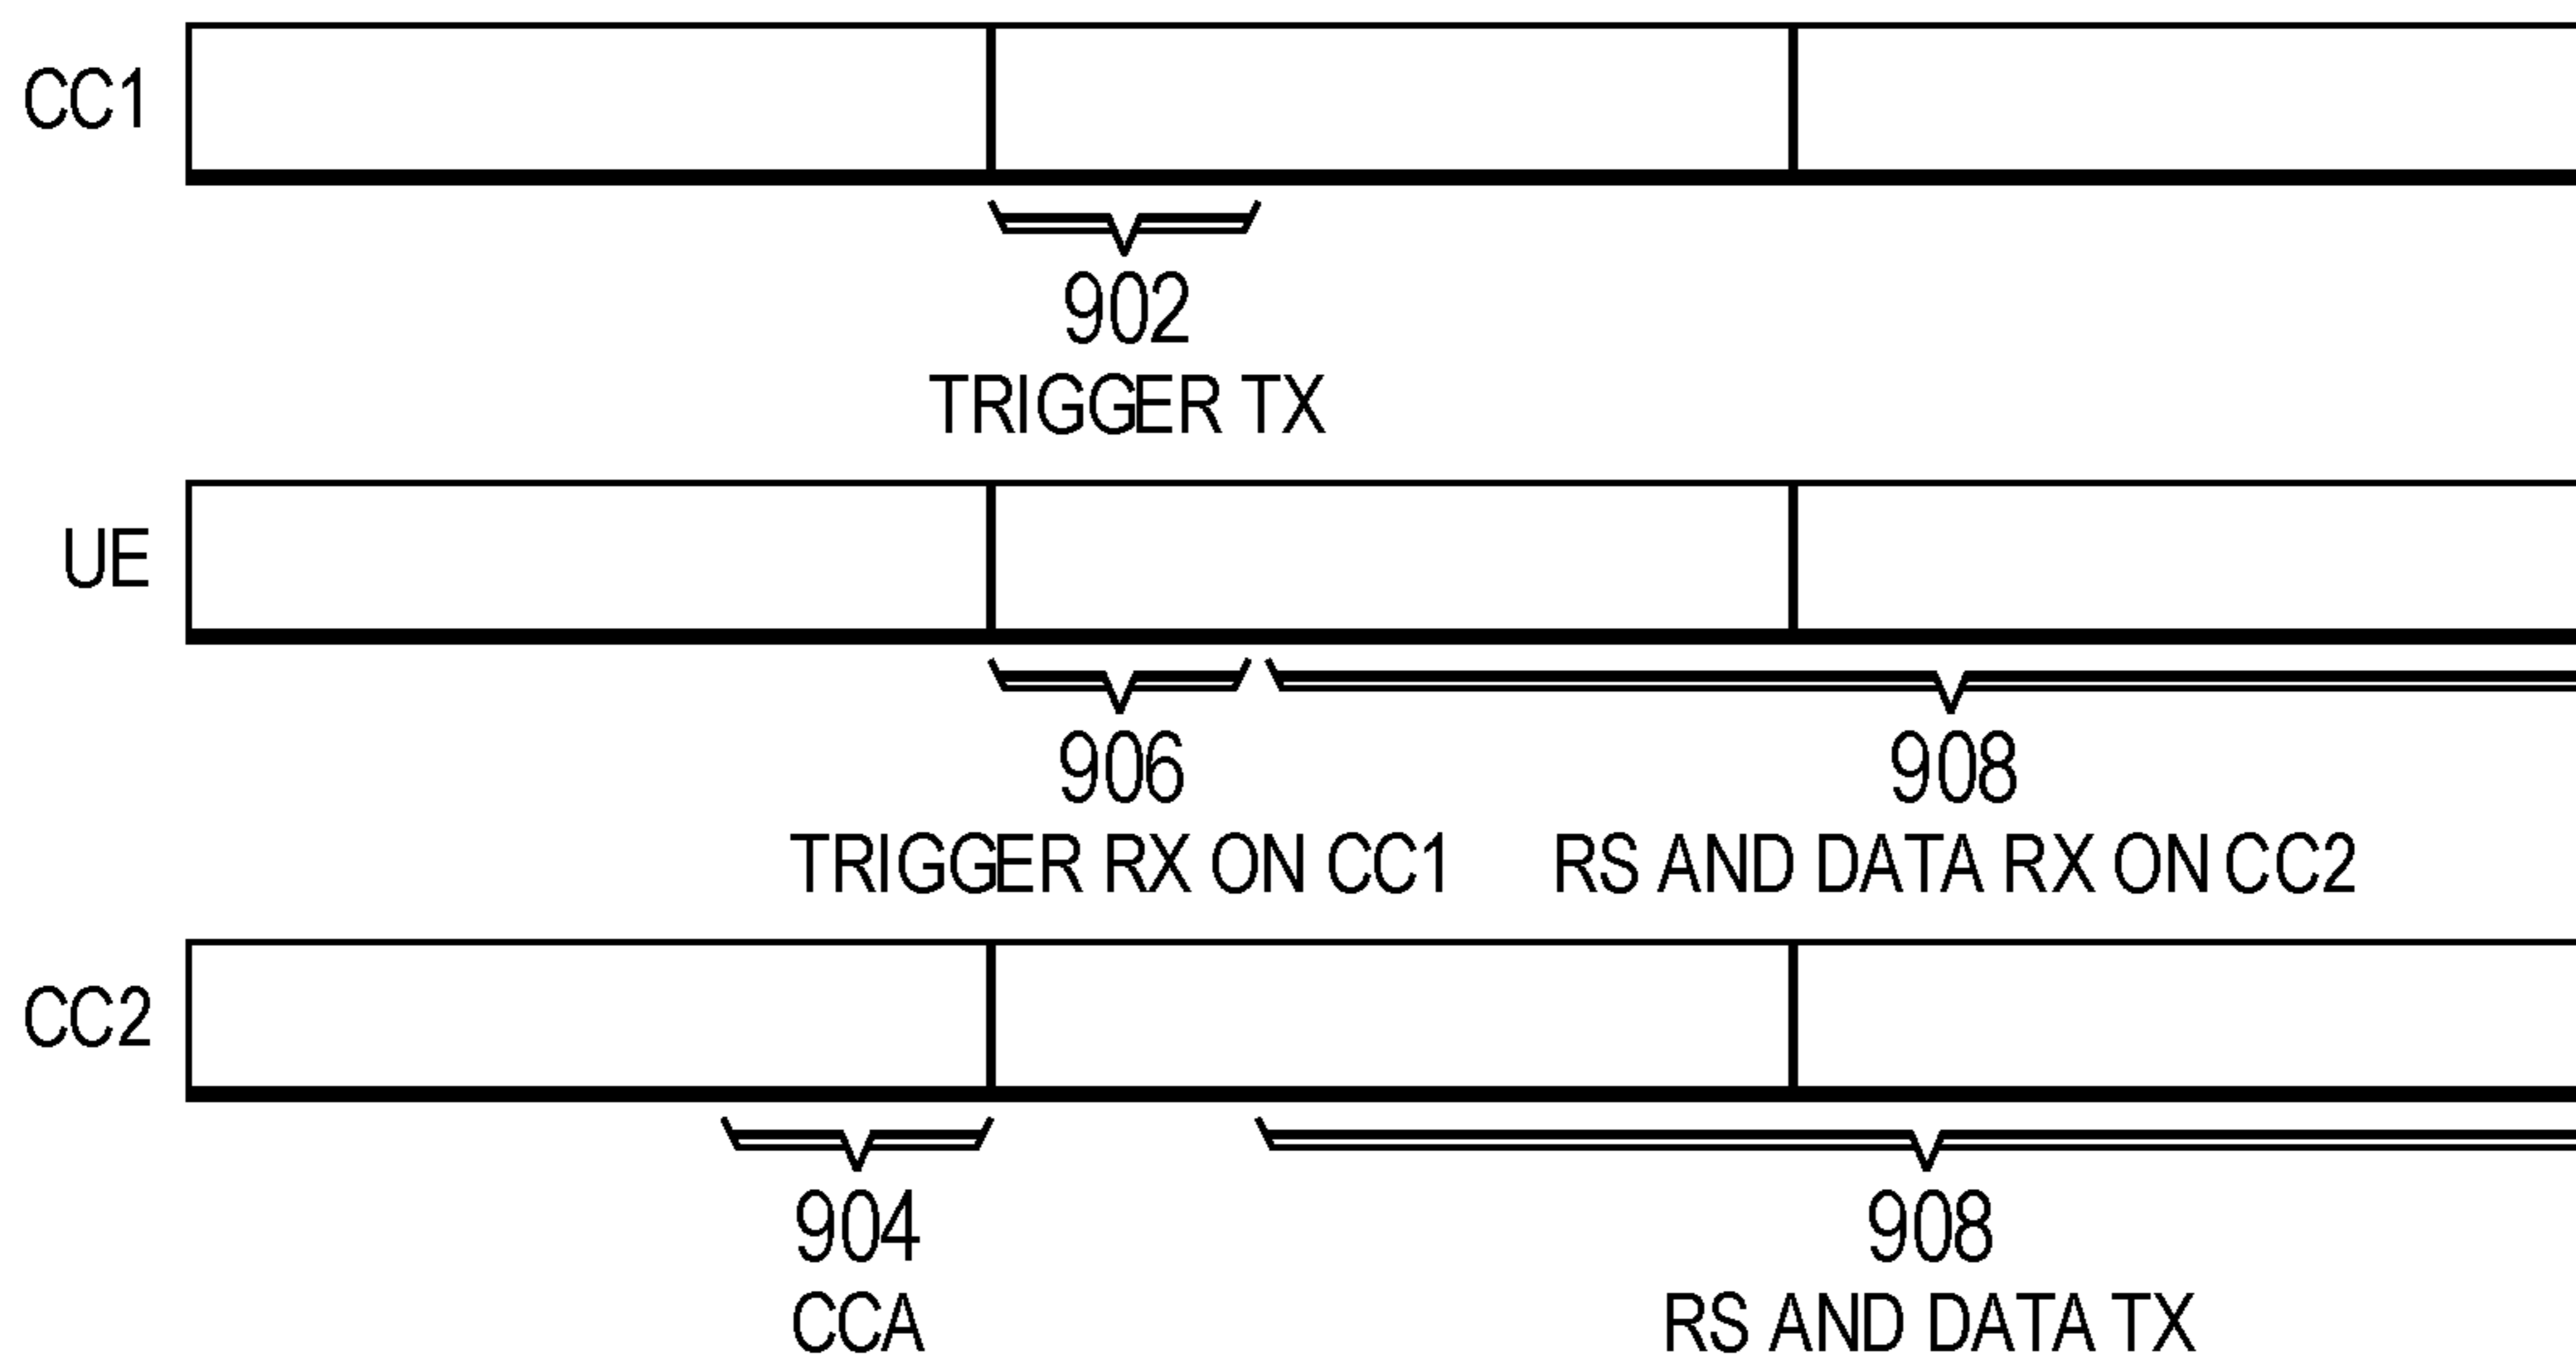 CC1
902
TRIGGER TX
UE
906
908
TRIGGER RX ON CC1
RS AND DATA RX ON CC2
CC2
904
908
CCA
RS AND DATA TX